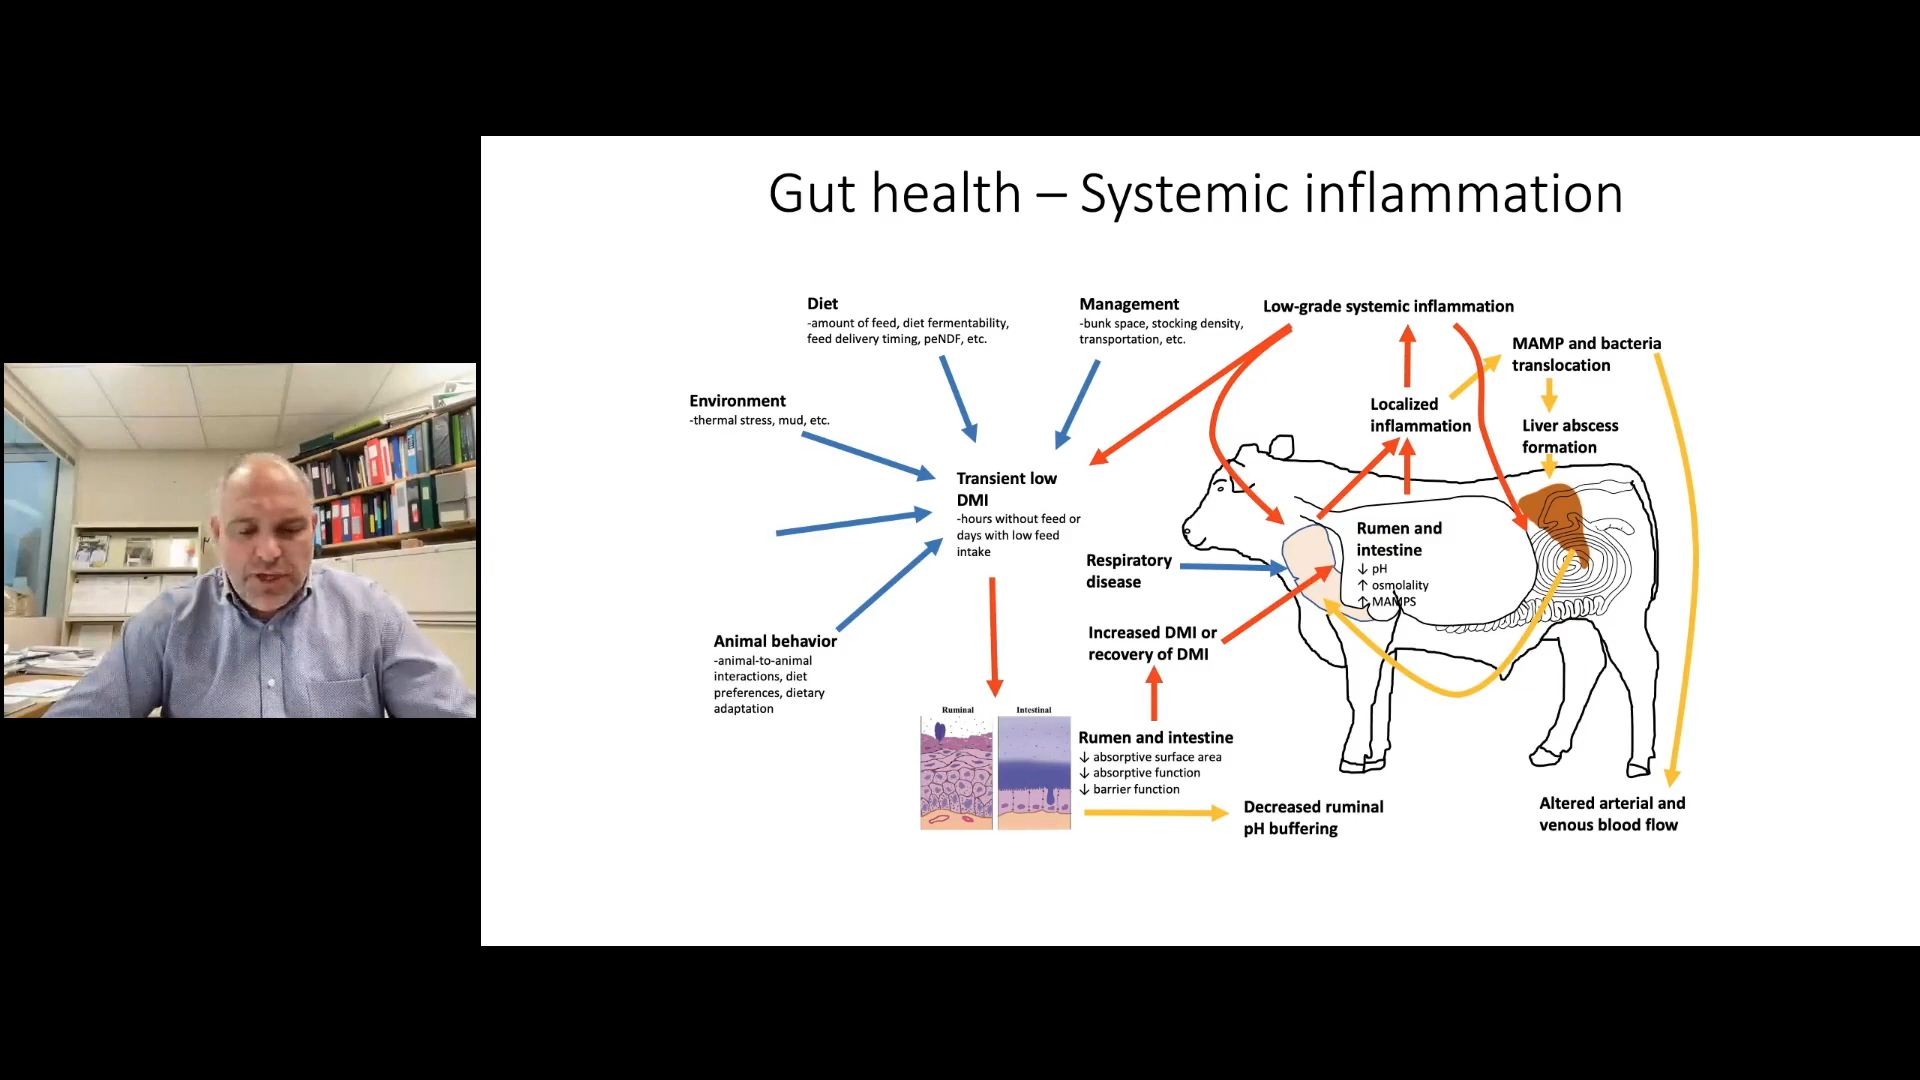 Gut health – Systemic inflammation
Diet
-amount of feed, diet fermentability,
feed delivery timing, peNDF, etc.
Management
-bunk space, stocking density,
transportation, etc.
Low-grade systemic inflammation
MAMP and bacteria
translocation
Environment
-thermal stress, mud, etc.
Localized
inflammation
Liver abscess
formation
Transient low
DMI
-hours without feed or
days with low feed
intake
Rumen and
intestine
↓ pH
↑ osmolality
↑ MAMPS
Respiratory
disease
Increased DMI or
recovery of DMI
Animal behavior
-animal-to-animal
interactions, diet
preferences, dietary
adaptation
Ruminal
Intestinal
Rumen and intestine
↓ absorptive surface area
↓ absorptive function
↓ barrier function
Decreased ruminal
pH buffering
Altered arterial and
venous blood flow